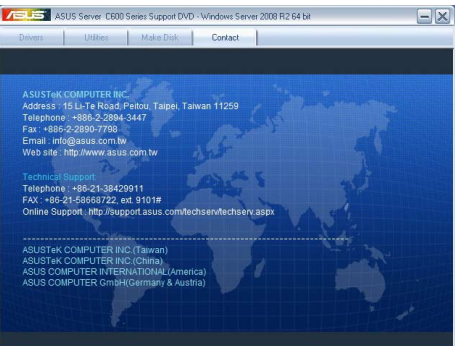 ASUS ASUS Server C600 Series Support DVD - Windows Server 2008 R2 64 bit
Drivers Utilities Make Disk Contact
ASUSTeK COMPUTER INC.
Address : 15 Li-Te Road, Peitou, Taipei, Taiwan 11259
Telephone : +886-2-2894-3447
Fax : +886-2-2890-7798
Email : info@asus.com.tw
Web site : http://www.asus.com.tw
Technical Support
Telephone : +86-21-38429911
FAX : +86-21-58668722, ext. 9101#
Online Support : http://support.asus.com/techserv/techserv.aspx
ASUSTeK COMPUTER INC.(Taiwan)
ASUSTeK COMPUTER INC.(China)
ASUS COMPUTER INTERNATIONAL(America)
ASUS COMPUTER GmbH(Germany & Austria)